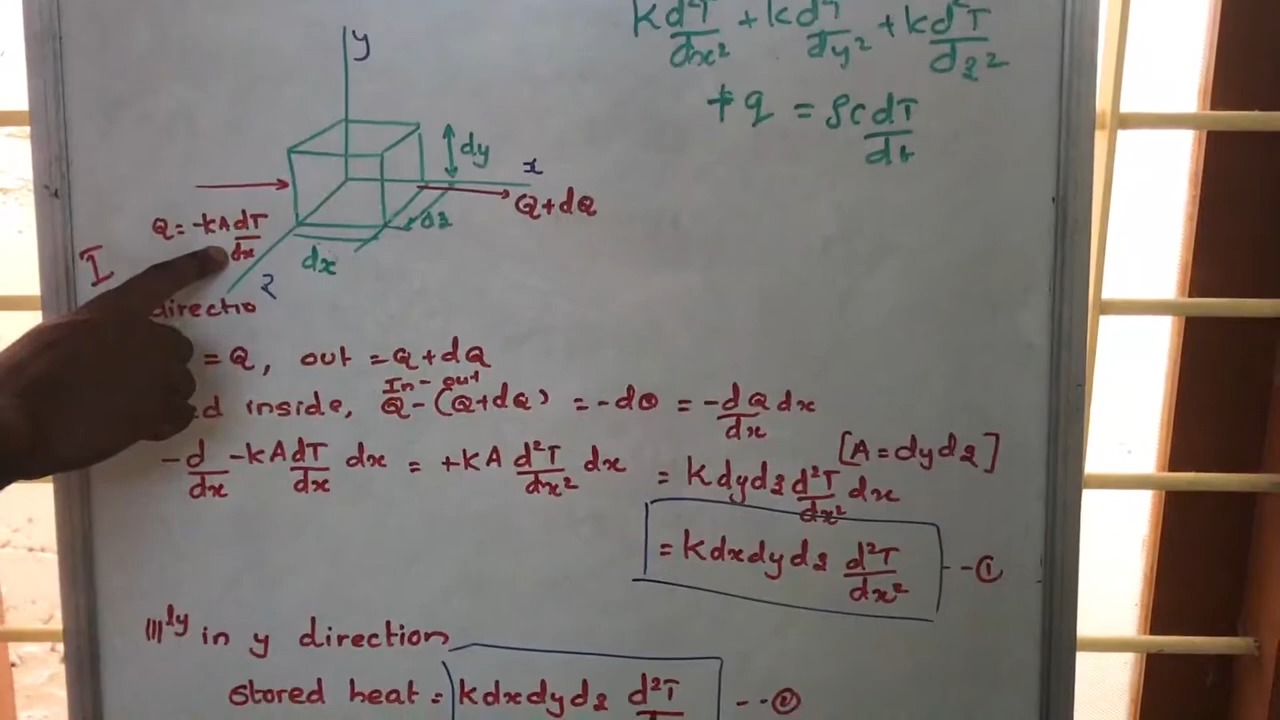 k d²T/dx² + k d²T/dy² + k d²T/dz²
+ q = ρc dT/dt
y
dy
x
Q+dQ
Q = -kA dT/dx
dz
dx
I
z
directio
= Q, out = Q+dQ
In - out
inside, Q-(Q+dQ) = -dQ = -dQ/dx dx
-d/dx -kA dT/dx dx = +kA d²T/dx² dx = k dydz d²T/dx² dx [A = dydz]
= k dxdydz d²T/dx² --①
|||ly in y direction
stored heat = k dxdydz d²T --②